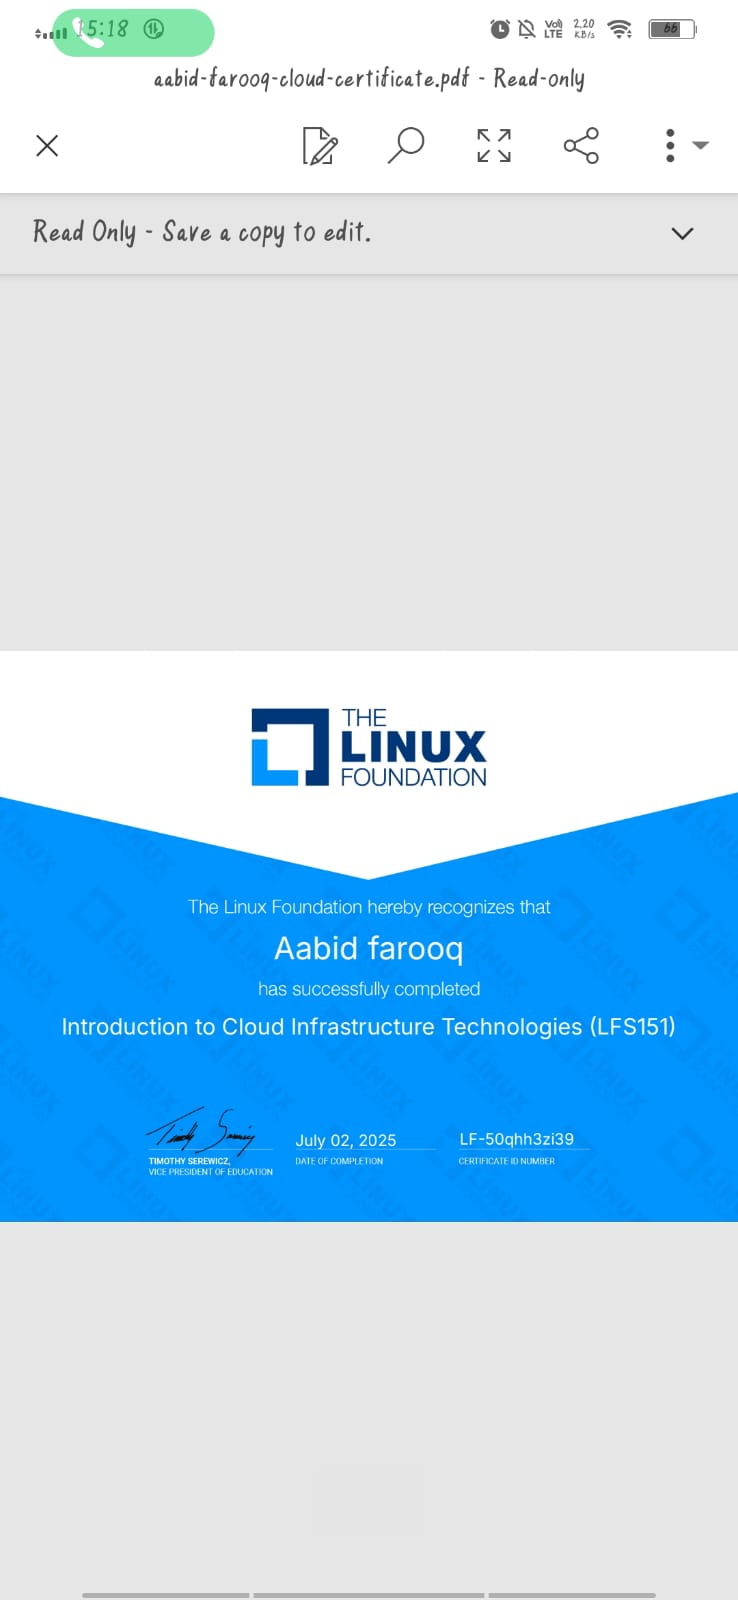 15:18
VoI) LTE
2.20 KB/s
66
aabid-farooq-cloud-certificate.pdf - Read-only
Read Only - Save a copy to edit.
THE
LINUX
FOUNDATION
The Linux Foundation hereby recognizes that
Aabid farooq
has successfully completed
Introduction to Cloud Infrastructure Technologies (LFS151)
July 02, 2025
LF-50qhh3zi39
TIMOTHY SEREWICZ,
VICE PRESIDENT OF EDUCATION
DATE OF COMPLETION
CERTIFICATE ID NUMBER